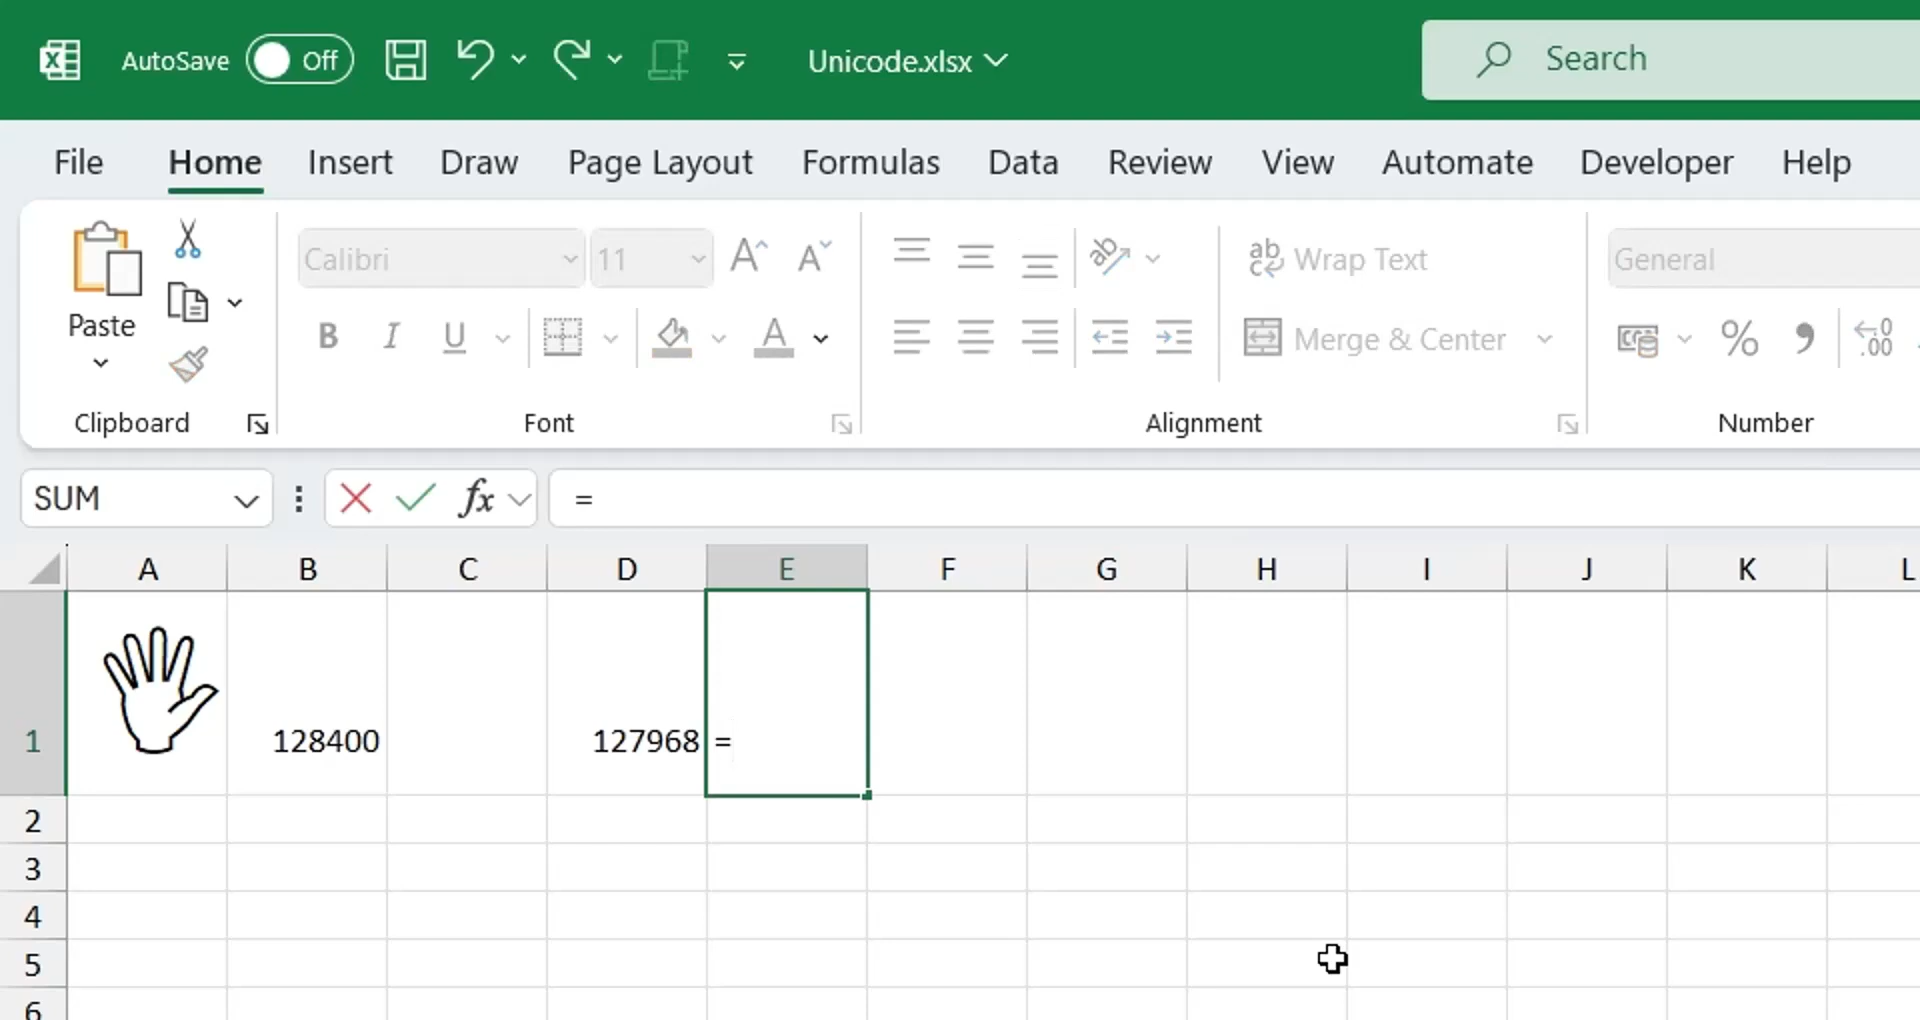 AutoSave Off Unicode.xlsx Search
File Home Insert Draw Page Layout Formulas Data Review View Automate Developer Help
Calibri 11 Wrap Text General
Paste B I U A Merge & Center % .00
Clipboard Font Alignment Number
SUM fx =
A B C D E F G H I J K L
1 128400 127968 =
2
3
4
5
6